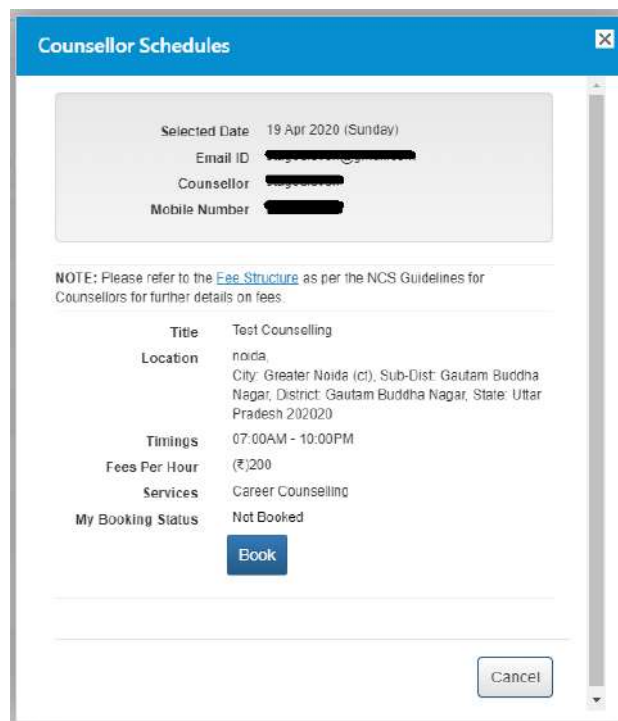 Counsellor Schedules
Selected Date 19 Apr 2020 (Sunday)
Email ID
Counsellor
Mobile Number
NOTE: Please refer to the Fee Structure as per the NCS Guidelines for
Counsellors for further details on fees.
Title Test Counselling
Location noida,
City: Greater Noida (ct), Sub-Dist: Gautam Buddha
Nagar, District: Gautam Buddha Nagar, State: Uttar
Pradesh 202020
Timings 07:00AM - 10:00PM
Fees Per Hour (₹)200
Services Career Counselling
My Booking Status Not Booked
Book
Cancel